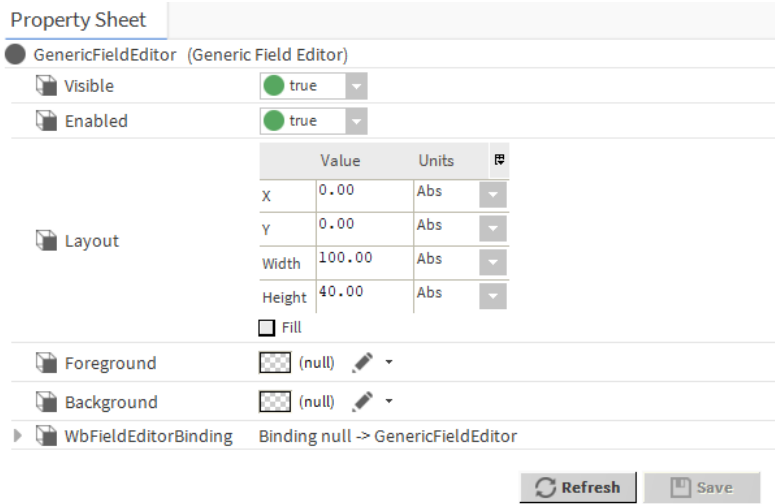 Property Sheet
GenericFieldEditor (Generic Field Editor)
Visible true
Enabled true
Value Units
X 0.00 Abs
Y 0.00 Abs
Layout
Width 100.00 Abs
Height 40.00 Abs
Fill
Foreground (null)
Background (null)
WbFieldEditorBinding Binding null -> GenericFieldEditor
Refresh Save